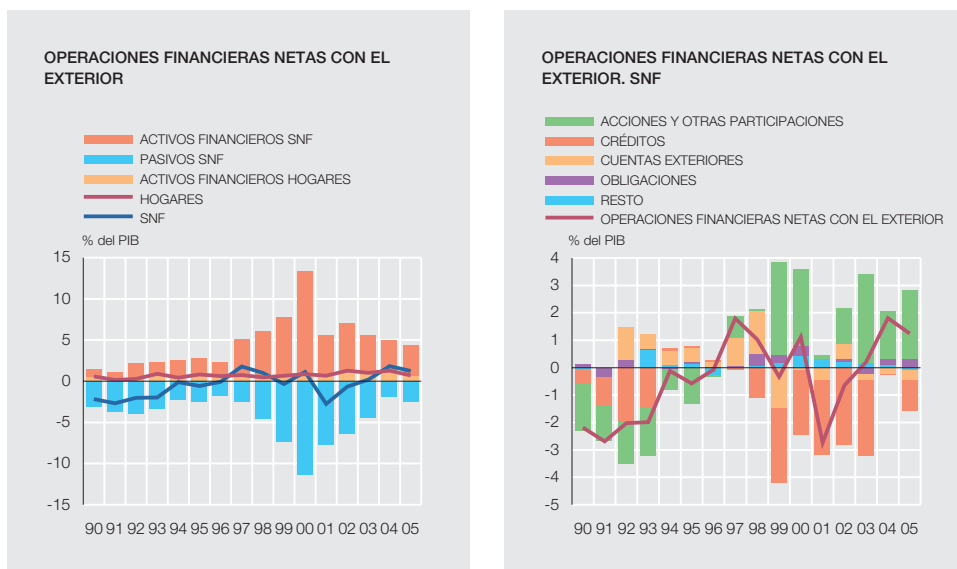 OPERACIONES FINANCIERAS NETAS CON EL
EXTERIOR
ACTIVOS FINANCIEROS SNF
PASIVOS SNF
ACTIVOS FINANCIEROS HOGARES
HOGARES
SNF
% del PIB
15
10
5
0
-5
-10
-15
90 91 92 93 94 95 96 97 98 99 00 01 02 03 04 05
OPERACIONES FINANCIERAS NETAS CON EL
EXTERIOR. SNF
ACCIONES Y OTRAS PARTICIPACIONES
CRÉDITOS
CUENTAS EXTERIORES
OBLIGACIONES
RESTO
OPERACIONES FINANCIERAS NETAS CON EL EXTERIOR
% del PIB
4
3
2
1
0
-1
-2
-3
-4
-5
90 91 92 93 94 95 96 97 98 99 00 01 02 03 04 05